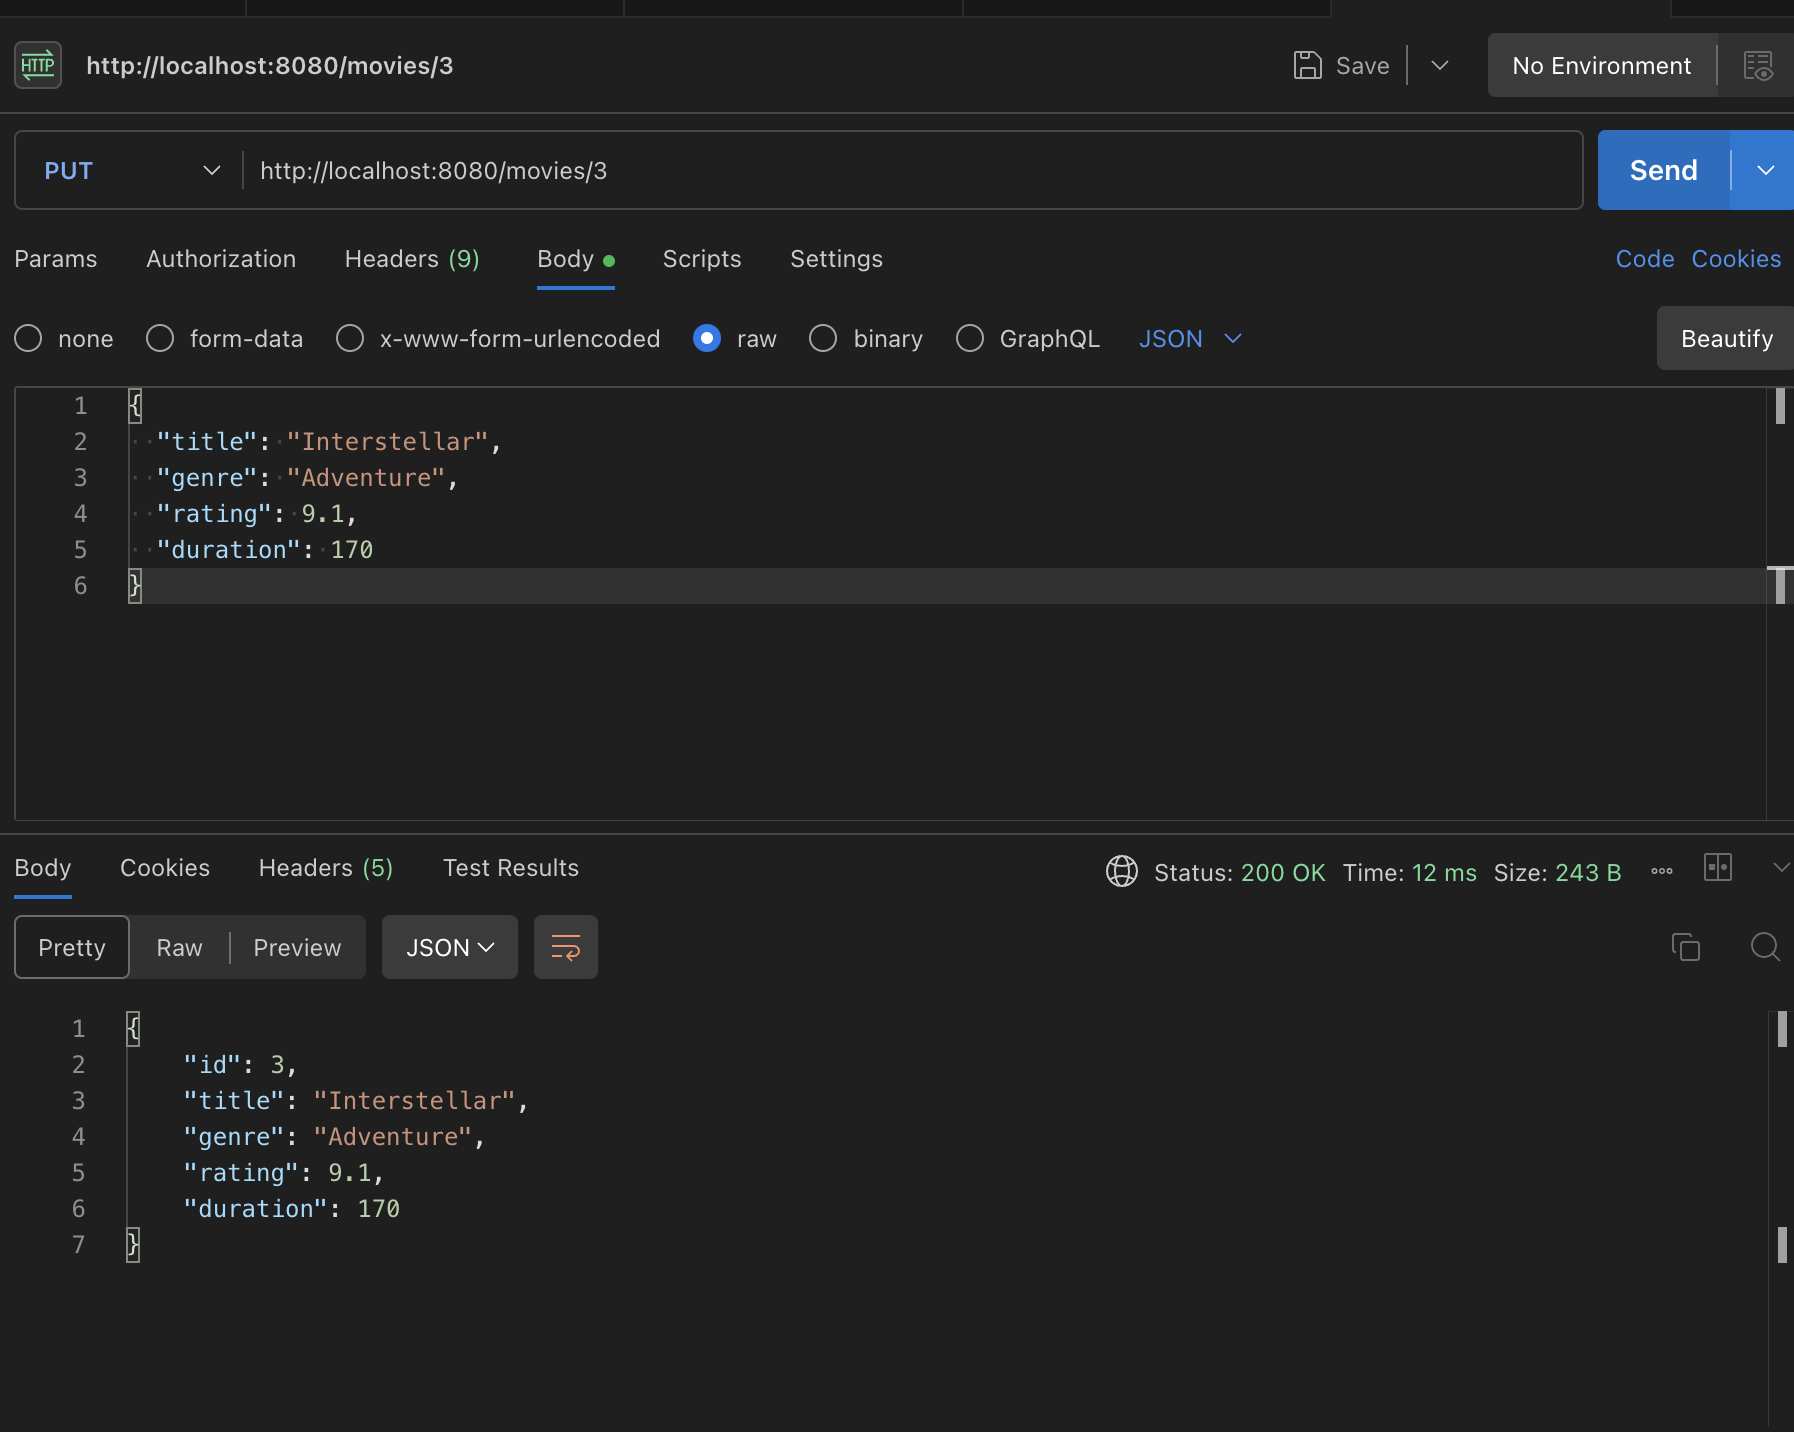 HTTP http://localhost:8080/movies/3 Save No Environment
PUT http://localhost:8080/movies/3 Send
Params Authorization Headers (9) Body Scripts Settings Code Cookies
none form-data x-www-form-urlencoded raw binary GraphQL JSON Beautify
1 {
2 "title": "Interstellar",
3 "genre": "Adventure",
4 "rating": 9.1,
5 "duration": 170
6 }
Body Cookies Headers (5) Test Results Status: 200 OK Time: 12 ms Size: 243 B
Pretty Raw Preview JSON
1 {
2 "id": 3,
3 "title": "Interstellar",
4 "genre": "Adventure",
5 "rating": 9.1,
6 "duration": 170
7 }